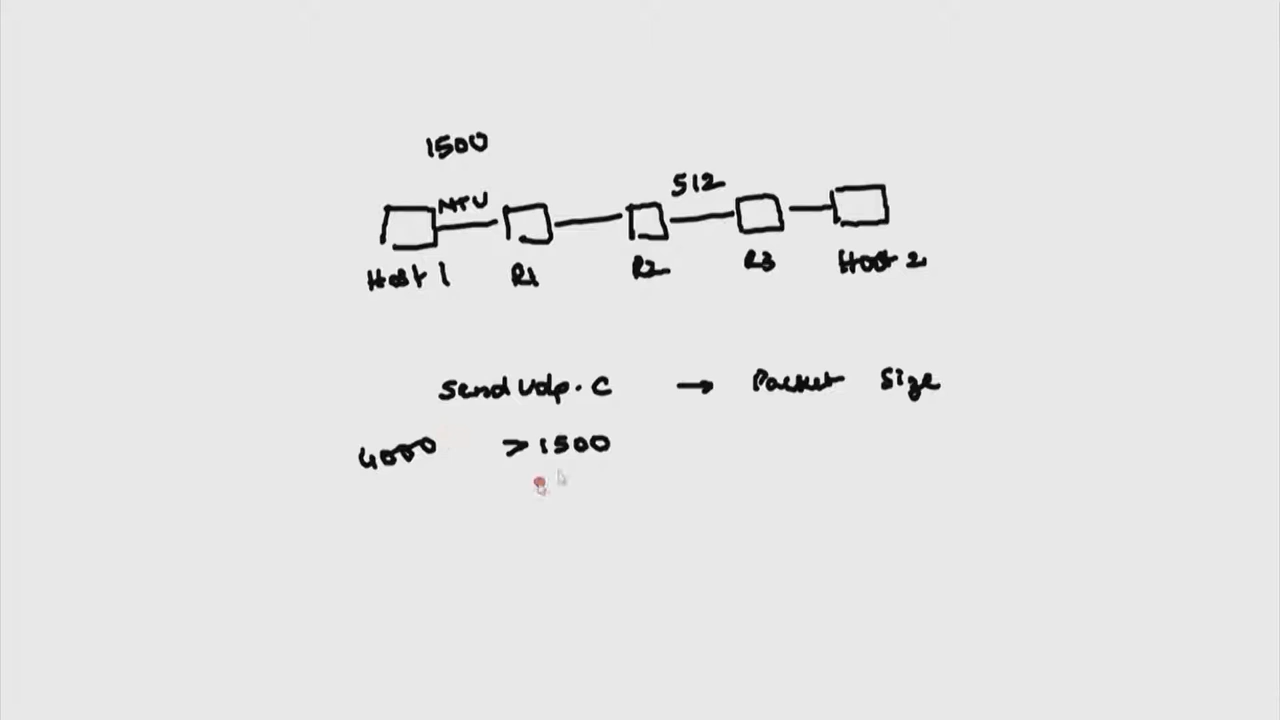 1500
MTU 512
Host 1 R1 R2 R3 Host 2
Send Udp.C → Packet Size
4000 >1500